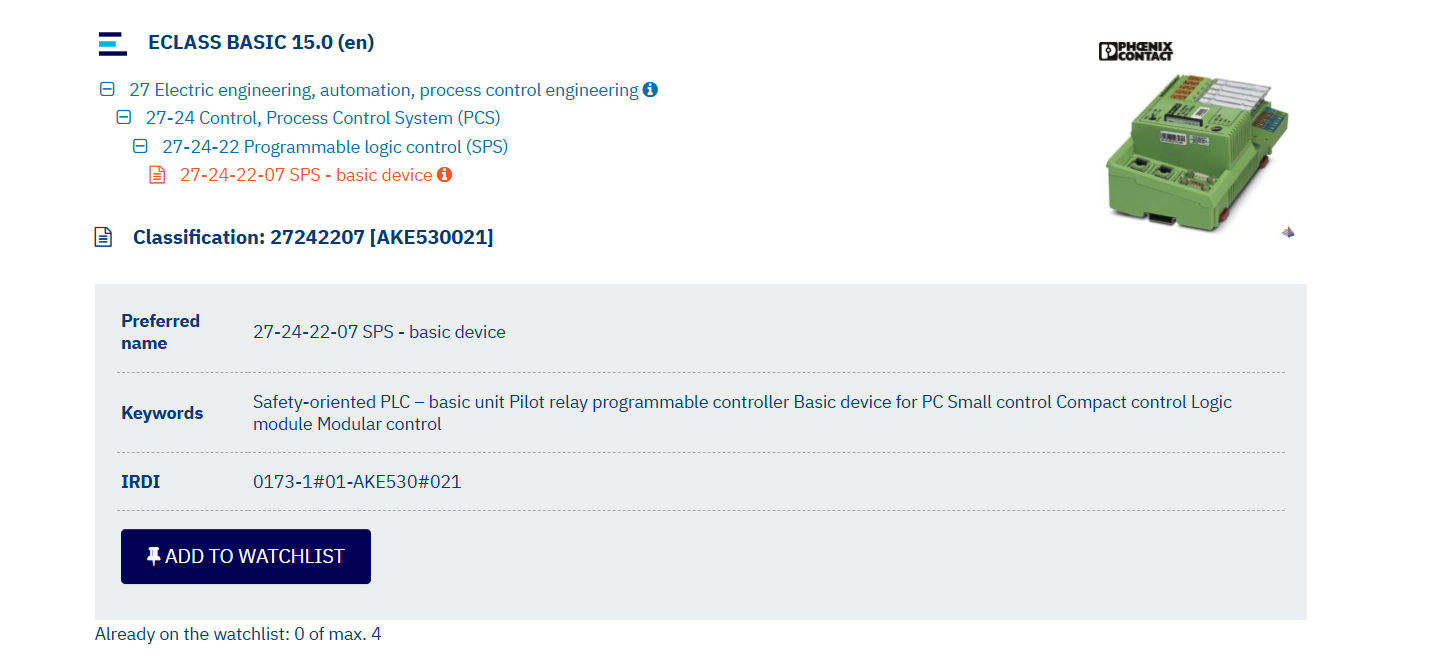 ECLASS BASIC 15.0 (en)
PHŒNIX
CONTACT
27 Electric engineering, automation, process control engineering
27-24 Control, Process Control System (PCS)
27-24-22 Programmable logic control (SPS)
27-24-22-07 SPS - basic device
Classification: 27242207 [AKE530021]
Preferred
name
27-24-22-07 SPS - basic device
Keywords
Safety-oriented PLC – basic unit Pilot relay programmable controller Basic device for PC Small control Compact control Logic
module Modular control
IRDI
0173-1#01-AKE530#021
ADD TO WATCHLIST
Already on the watchlist: 0 of max. 4